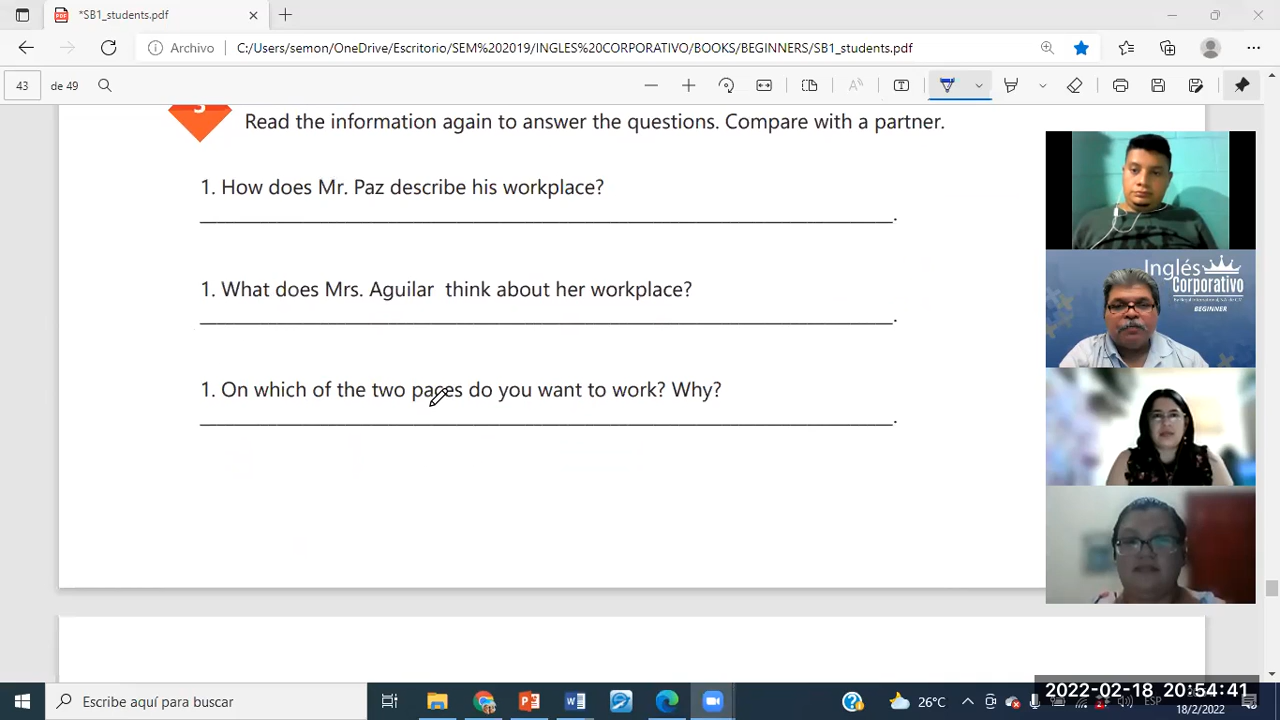 *SB1_students.pdf
Archivo C:/Users/semon/OneDrive/Escritorio/SEM%202019/INGLES%20CORPORATIVO/BOOKS/BEGINNERS/SB1_students.pdf
43 de 49
Read the information again to answer the questions. Compare with a partner.
1. How does Mr. Paz describe his workplace?
1. What does Mrs. Aguilar think about her workplace?
1. On which of the two paces do you want to work? Why?
Inglés
Corporativo
BEGINNER
Escribe aquí para buscar
26°C
ESP
2022-02-18 20:54:41
18/2/2022